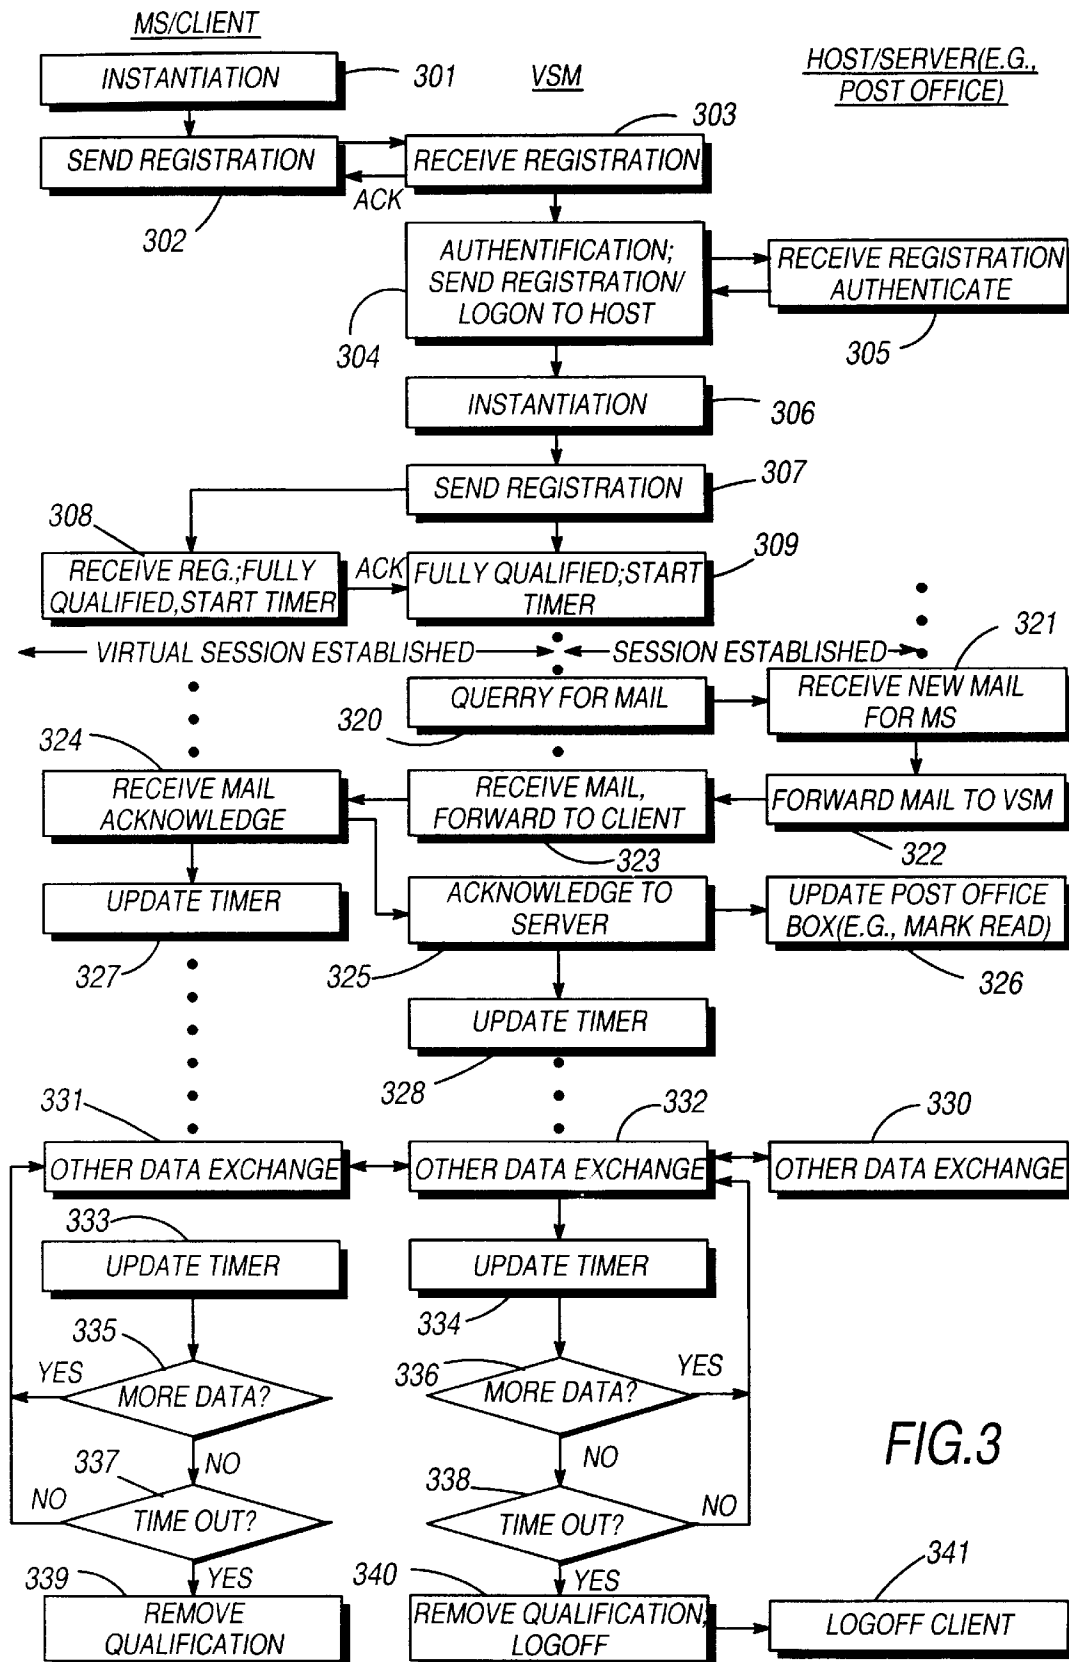 MS/CLIENT
VSM
HOST/SERVER(E.G.,
POST OFFICE)
INSTANTIATION
301
303
SEND REGISTRATION
RECEIVE REGISTRATION
ACK
302
AUTHENTIFICATION;
SEND REGISTRATION/
LOGON TO HOST
304
RECEIVE REGISTRATION
AUTHENTICATE
305
INSTANTIATION
306
SEND REGISTRATION
307
308
RECEIVE REG.;FULLY
QUALIFIED,START TIMER
ACK
FULLY QUALIFIED;START
TIMER
309
VIRTUAL SESSION ESTABLISHED
SESSION ESTABLISHED
321
QUERRY FOR MAIL
320
RECEIVE NEW MAIL
FOR MS
324
RECEIVE MAIL
ACKNOWLEDGE
RECEIVE MAIL,
FORWARD TO CLIENT
323
FORWARD MAIL TO VSM
322
UPDATE TIMER
327
ACKNOWLEDGE TO
SERVER
325
UPDATE POST OFFICE
BOX(E.G., MARK READ)
326
UPDATE TIMER
328
331
332
330
OTHER DATA EXCHANGE
OTHER DATA EXCHANGE
OTHER DATA EXCHANGE
333
UPDATE TIMER
UPDATE TIMER
334
335
YES
MORE DATA?
NO
336
YES
MORE DATA?
NO
FIG.3
337
NO
TIME OUT?
YES
338
NO
TIME OUT?
YES
339
REMOVE
QUALIFICATION
340
REMOVE QUALIFICATION,
LOGOFF
341
LOGOFF CLIENT